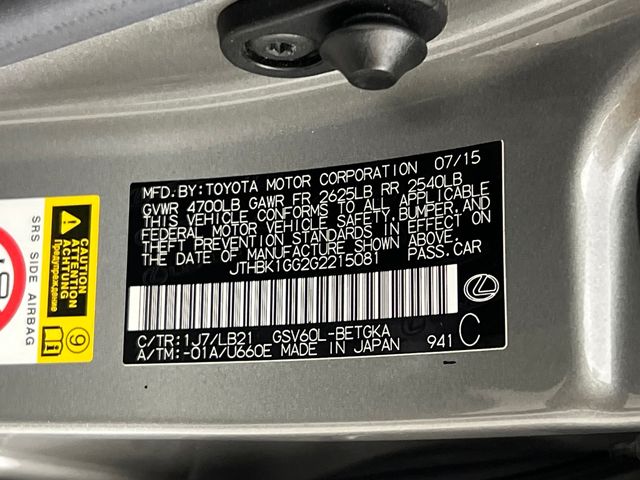 MFD.BY:TOYOTA MOTOR CORPORATION 07/15
GVWR 4700LB GAWR FR 2625LB RR 2540LB
THIS VEHICLE CONFORMS TO ALL APPLICABLE
FEDERAL MOTOR VEHICLE SAFETY, BUMPER, AND
THEFT PREVENTION STANDARDS IN EFFECT ON
THE DATE OF MANUFACTURE SHOWN ABOVE.
JTHBK1GG2G2215081 PASS.CAR
C/TR:1J7/LB21 GSV60L-BETGKA
A/TM:-01A/U660E MADE IN JAPAN 941 C
SRS SIDE AIRBAG
CAUTION
ATTENTION
ACHTUNG
Предупреждение
9